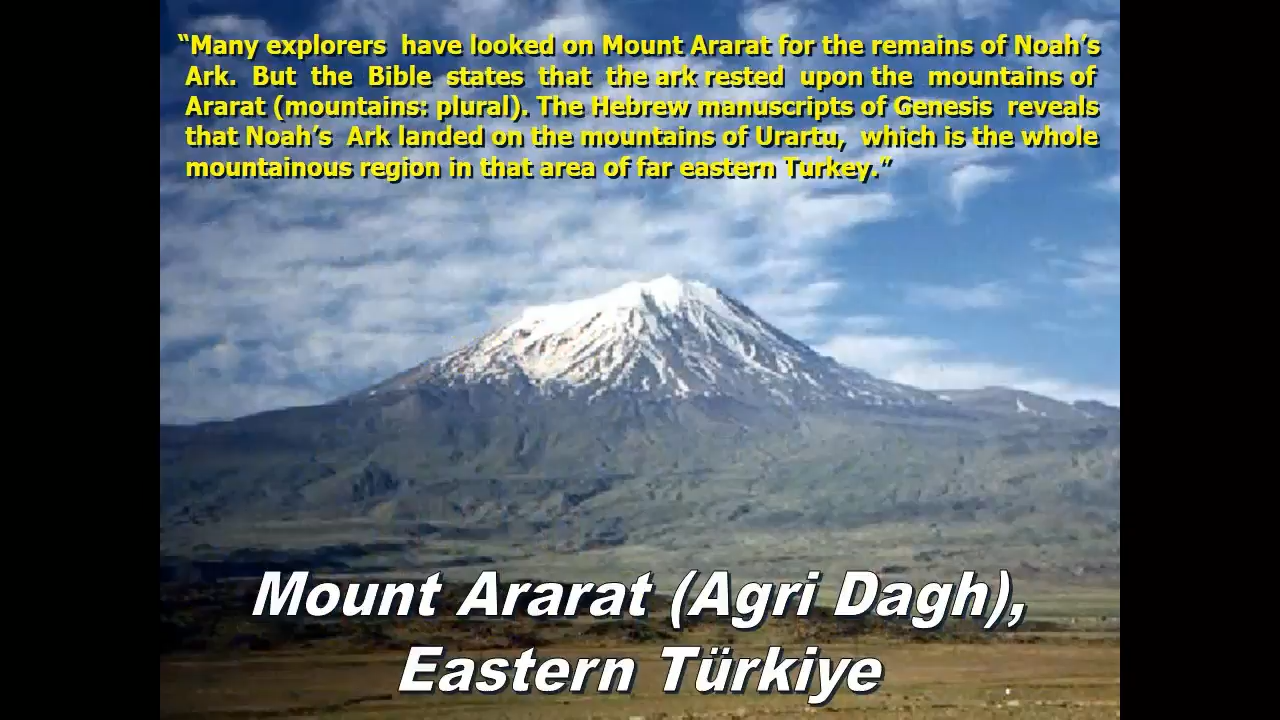 “Many explorers have looked on Mount Ararat for the remains of Noah’s
Ark. But the Bible states that the ark rested upon the mountains of
Ararat (mountains: plural). The Hebrew manuscripts of Genesis reveals
that Noah’s Ark landed on the mountains of Urartu, which is the whole
mountainous region in that area of far eastern Turkey.”
Mount Ararat (Agri Dagh),
Eastern Türkiye